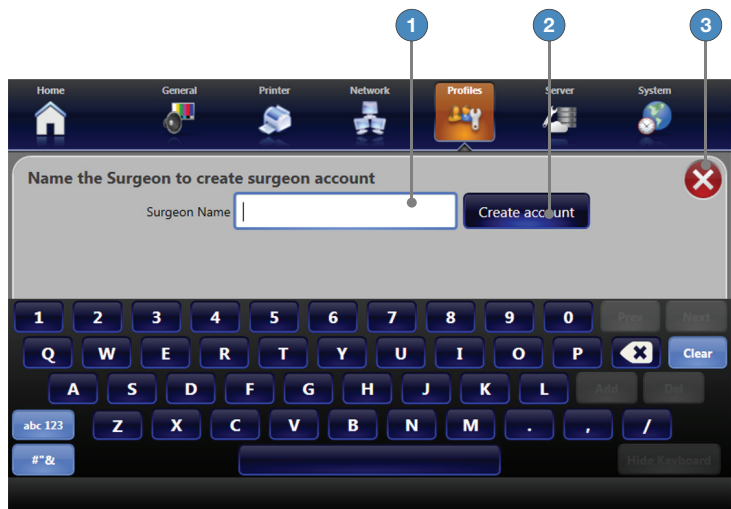 1 2 3
Home General Printer Network Profiles Server System
Name the Surgeon to create surgeon account
Surgeon Name Create account
1 2 3 4 5 6 7 8 9 0 Prev Next
Q W E R T Y U I O P Clear
A S D F G H J K L Add Del
abc 123 Z X C V B N M . , /
#"& Hide Keyboard